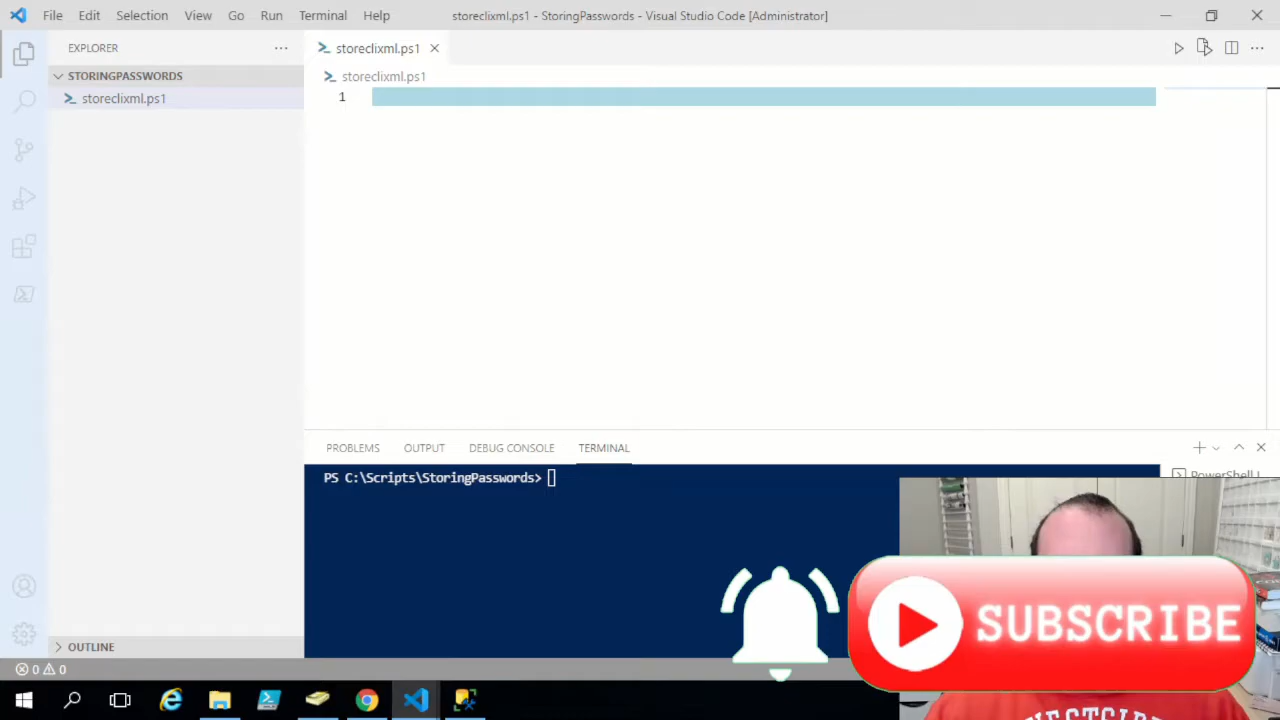 File Edit Selection View Go Run Terminal Help storeclixml.ps1 - StoringPasswords - Visual Studio Code [Administrator]
EXPLORER
storeclixml.ps1
STORINGPASSWORDS
storeclixml.ps1
storeclixml.ps1
1
PROBLEMS OUTPUT DEBUG CONSOLE TERMINAL
PS C:\Scripts\StoringPasswords>
PowerShell I
SUBSCRIBE
OUTLINE
0 0